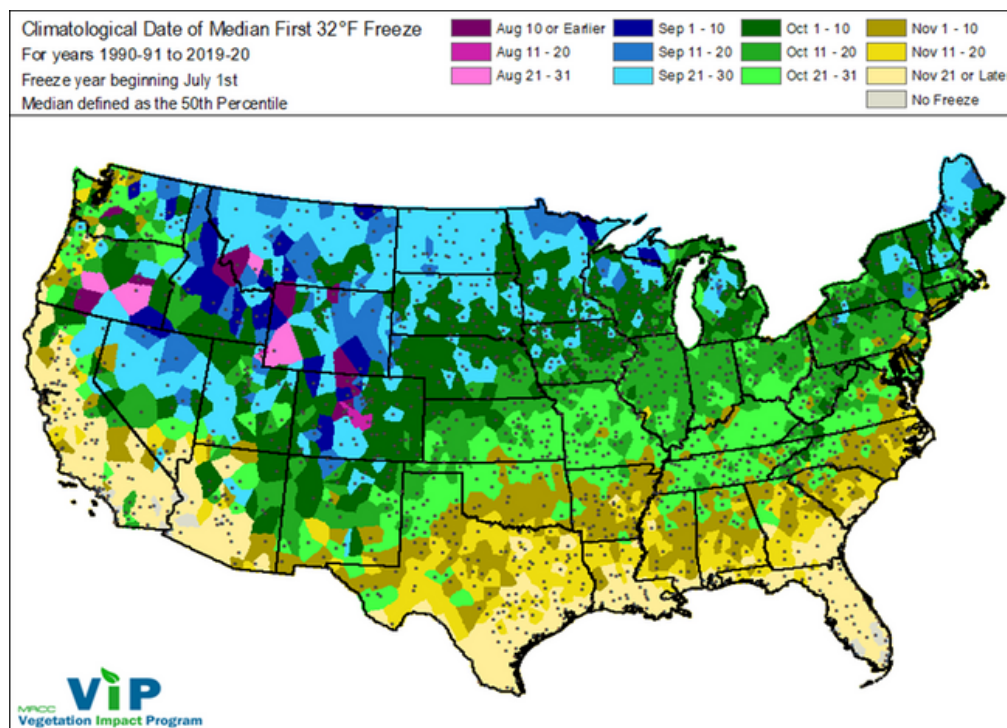 Climatological Date of Median First 32°F Freeze
For years 1990-91 to 2019-20
Freeze year beginning July 1st
Median defined as the 50th Percentile
Aug 10 or Earlier
Aug 11 - 20
Aug 21 - 31
Sep 1 - 10
Sep 11 - 20
Sep 21 - 30
Oct 1 - 10
Oct 11 - 20
Oct 21 - 31
Nov 1 - 10
Nov 11 - 20
Nov 21 or Late
No Freeze
MRCC ViP
Vegetation Impact Program